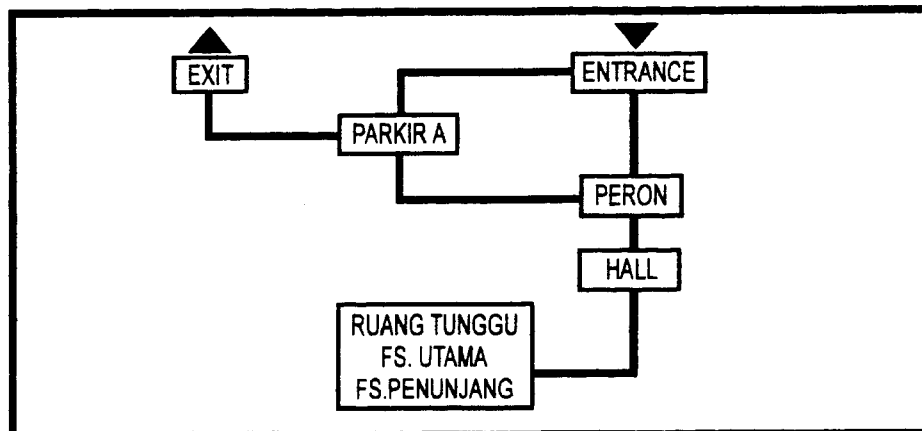 EXIT
ENTRANCE
PARKIR A
PERON
HALL
RUANG TUNGGU
FS. UTAMA
FS.PENUNJANG